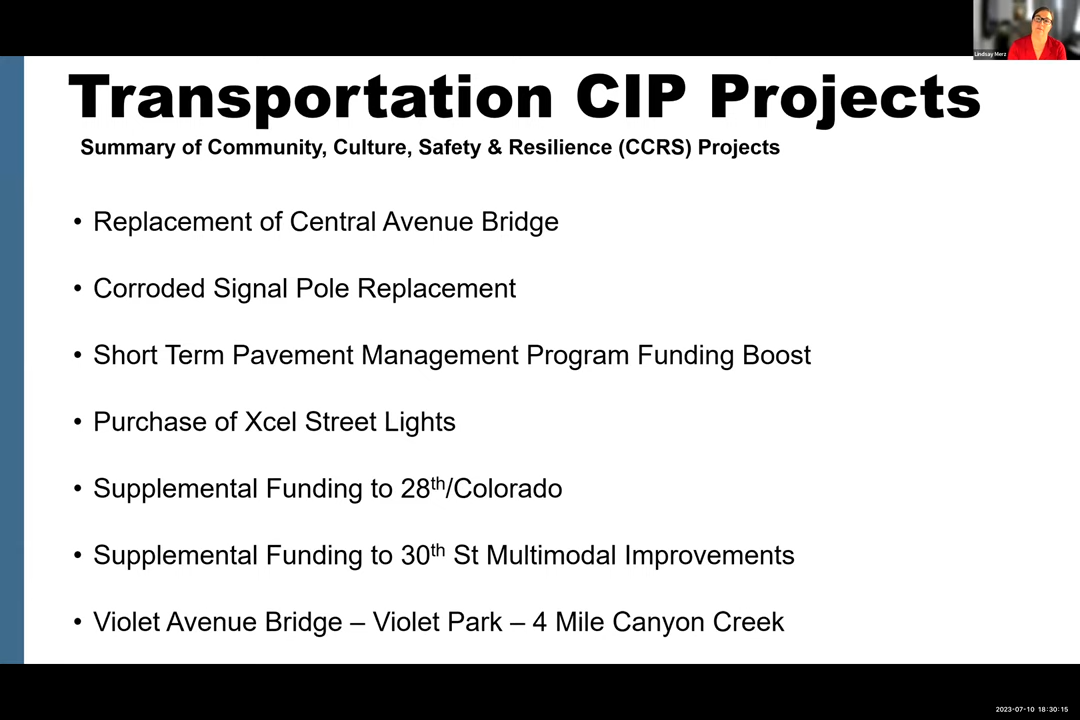 Lindsay Merz
Transportation CIP Projects
Summary of Community, Culture, Safety & Resilience (CCRS) Projects
• Replacement of Central Avenue Bridge
• Corroded Signal Pole Replacement
• Short Term Pavement Management Program Funding Boost
• Purchase of Xcel Street Lights
• Supplemental Funding to 28th/Colorado
• Supplemental Funding to 30th St Multimodal Improvements
• Violet Avenue Bridge – Violet Park – 4 Mile Canyon Creek
2023-07-10 18:30:15